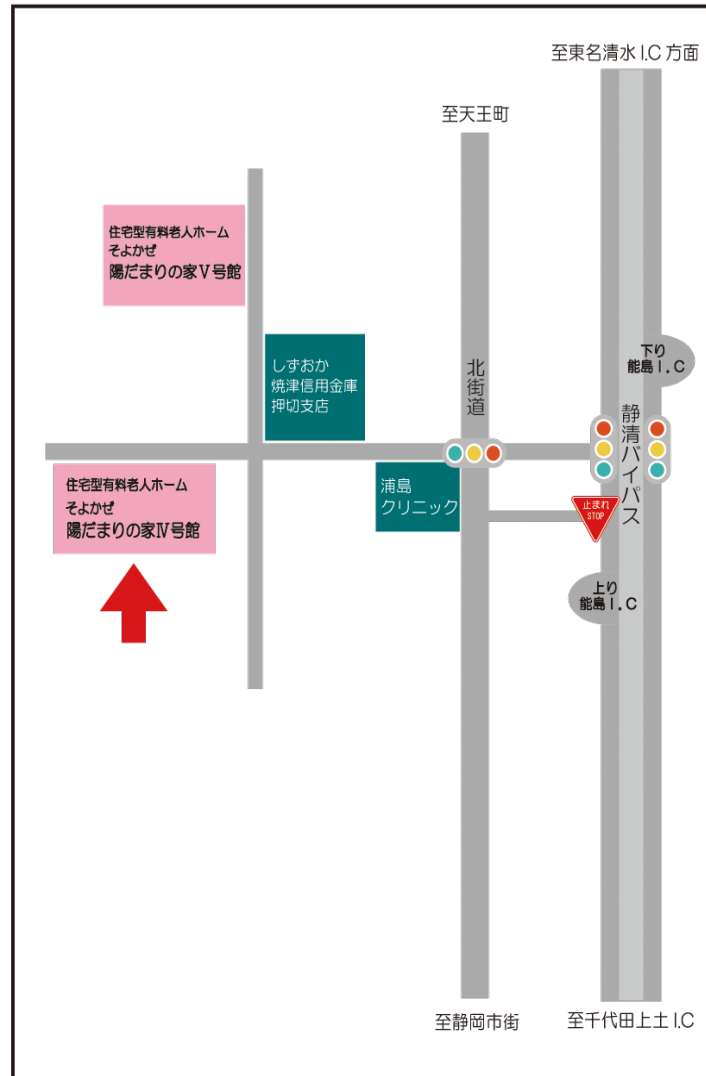 至東名清水I.C方面
至天王町
住宅型有料老人ホーム
そよかぜ
陽だまりの家Ⅴ号館
しずおか
焼津信用金庫
押切支店
北街道
下り
能島I.C
静清バイパス
住宅型有料老人ホーム
そよかぜ
陽だまりの家Ⅳ号館
浦島
クリニック
止まれ
STOP
上り
能島I.C
至静岡市街
至千代田上土I.C